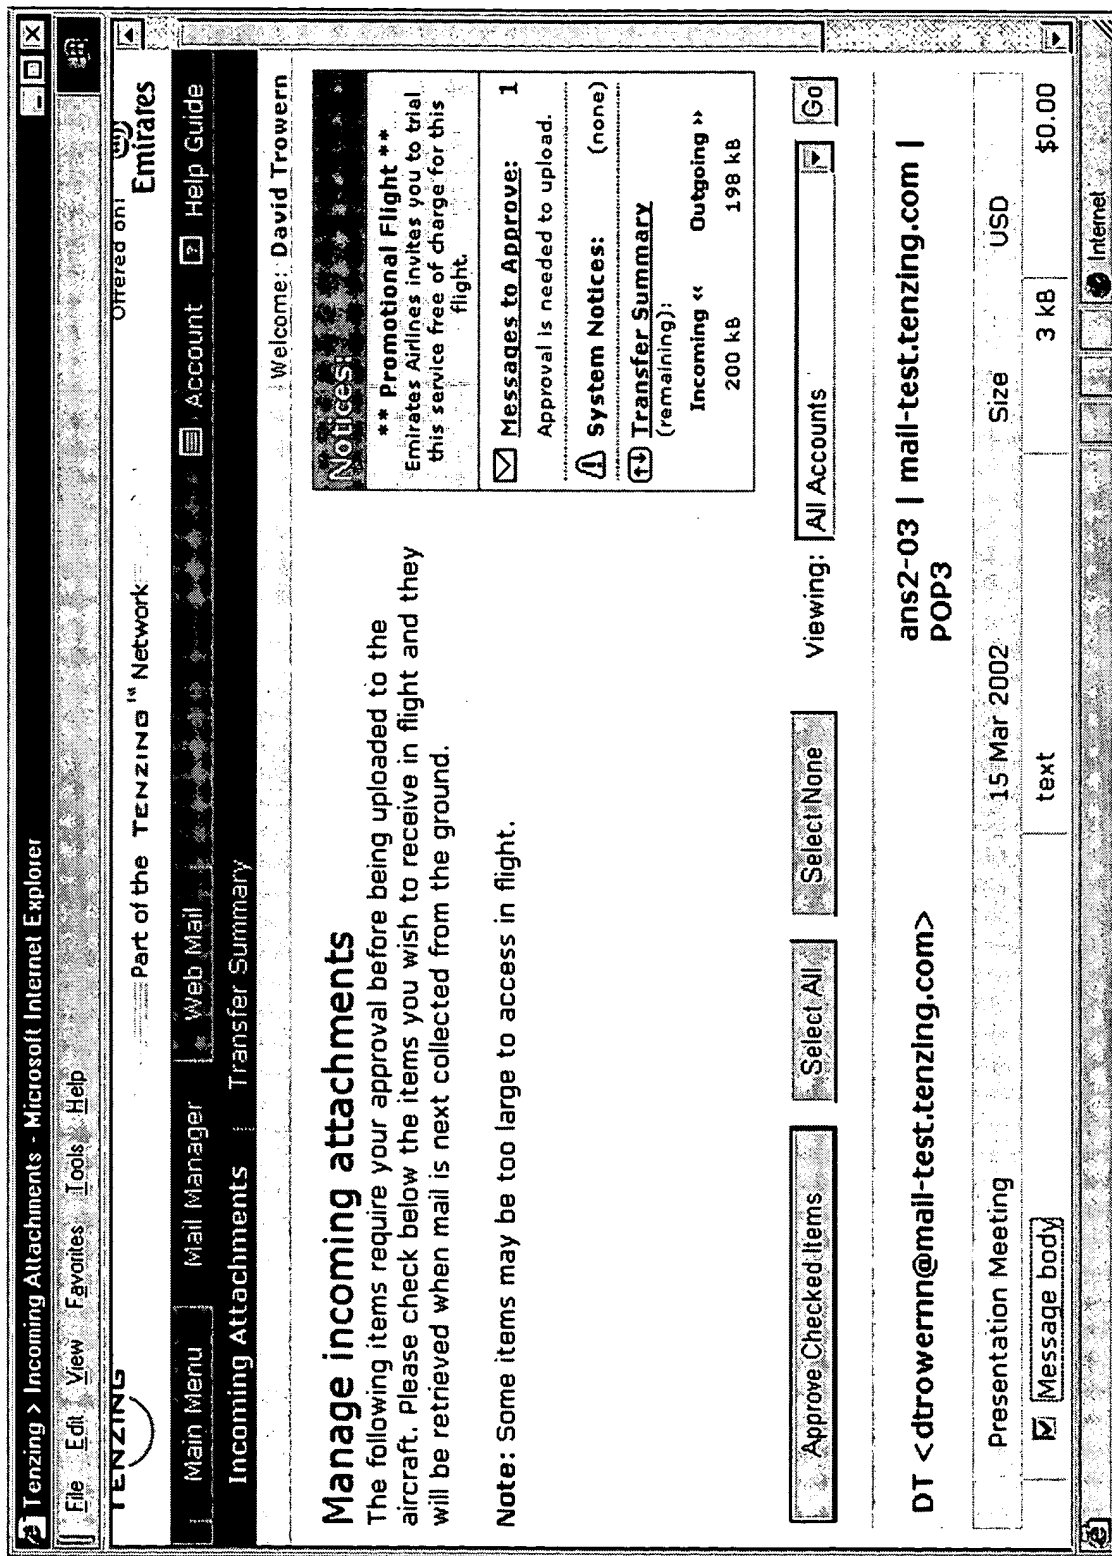 Tenzing > Incoming Attachments - Microsoft Internet Explorer
File Edit View Favorites Tools Help
TENZING
Part of the TENZING™ Network
Offered on:
Emirates
Main Menu Mail Manager Web Mail Account ? Help Guide
Incoming Attachments Transfer Summary
Welcome: David Trowern
Manage incoming attachments
The following items require your approval before being uploaded to the
aircraft. Please check below the items you wish to receive in flight and they
will be retrieved when mail is next collected from the ground.
Note: Some items may be too large to access in flight.
Notices:
** Promotional Flight **
Emirates Airlines invites you to trial
this service free of charge for this
flight.
Messages to Approve: 1
Approval is needed to upload.
System Notices: (none)
Transfer Summary
(remaining):
Incoming << Outgoing >>
200 kB 198 kB
Approve Checked Items Select All Select None Viewing: All Accounts Go
DT <dtrowernn@mail-test.tenzing.com>
ans2-03 | mail-test.tenzing.com |
POP3
Presentation Meeting 15 Mar 2002 Size USD
Message body text 3 kB $0.00
Internet